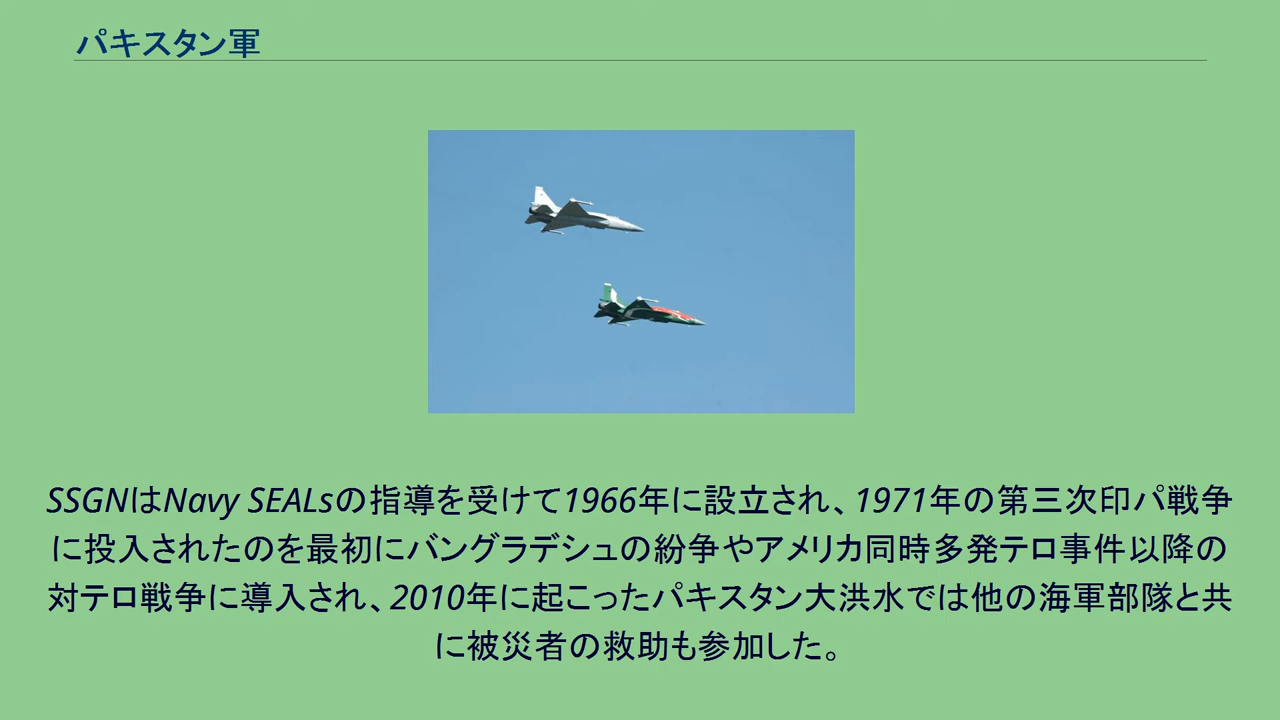 パキスタン軍
SSGNはNavy SEALsの指導を受けて1966年に設立され、1971年の第三次印パ戦争
に投入されたのを最初にバングラデシュの紛争やアメリカ同時多発テロ事件以降の
対テロ戦争に導入され、2010年に起こったパキスタン大洪水では他の海軍部隊と共
に被災者の救助も参加した。